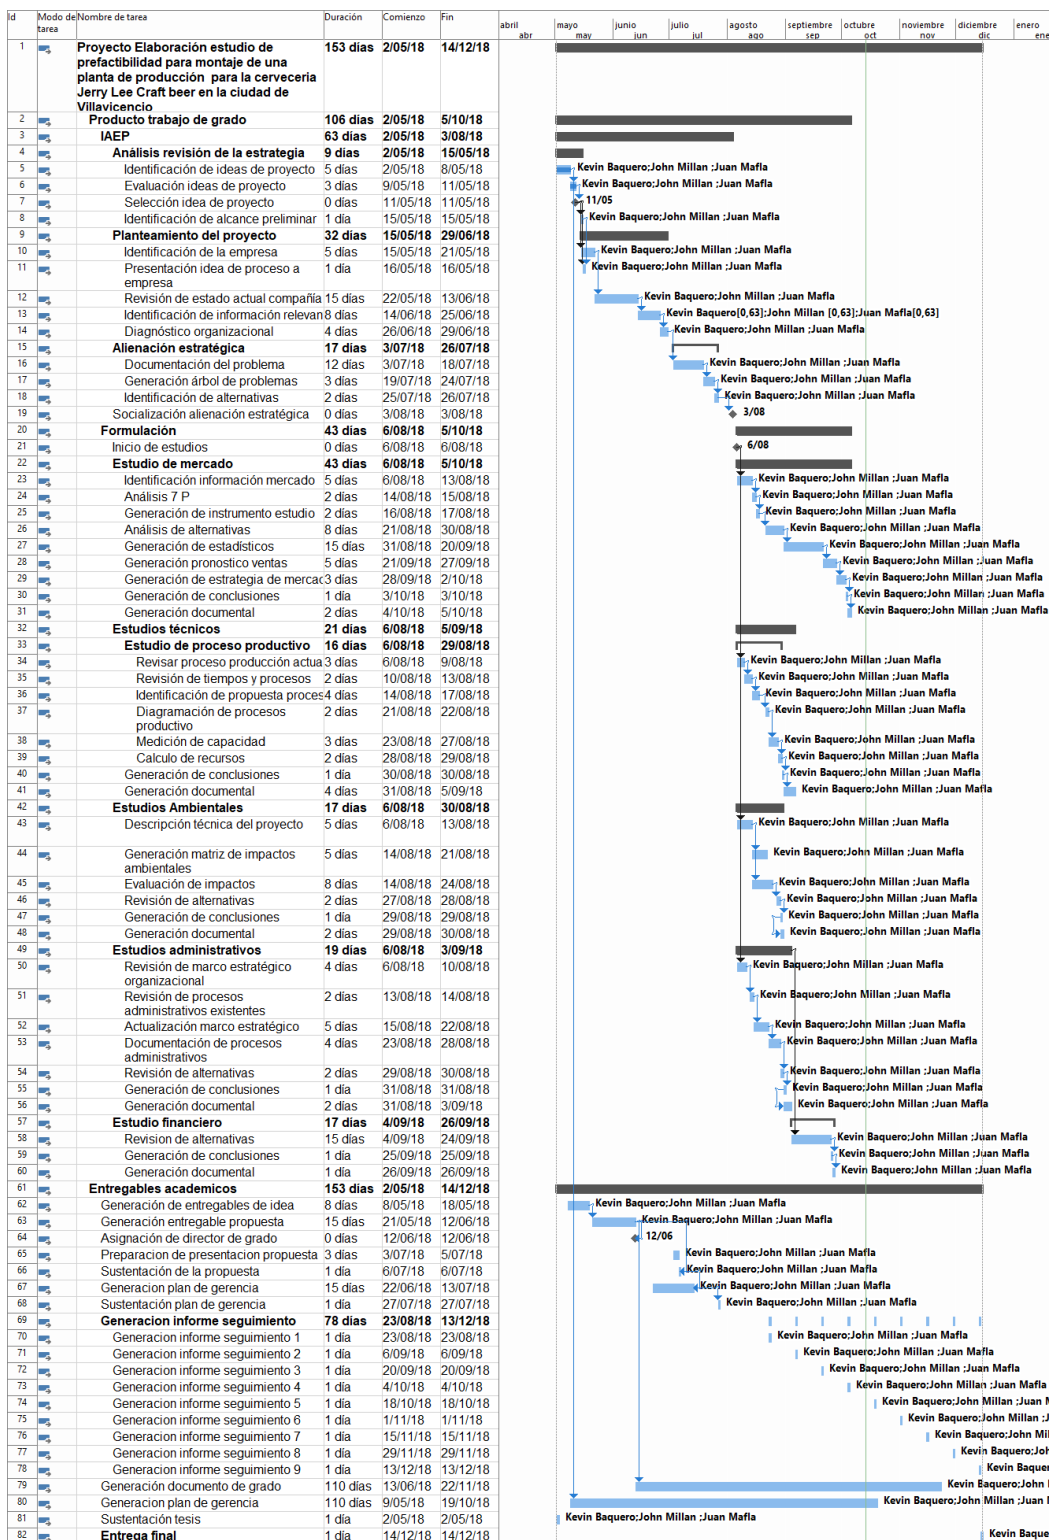 Id Modo de Nombre de tarea Duración Comienzo Fin abril mayo junio julio agosto septiembre octubre noviembre diciembre enero
tarea abr may jun jul ago sep oct nov dic ene
1 Proyecto Elaboración estudio de 153 días 2/05/18 14/12/18
prefactibilidad para montaje de una
planta de producción para la cerveceria
Jerry Lee Craft beer en la ciudad de
Villavicencio
2 Producto trabajo de grado 106 días 2/05/18 5/10/18
3 IAEP 63 días 2/05/18 3/08/18
4 Análisis revisión de la estrategia 9 días 2/05/18 15/05/18
5 Identificación de ideas de proyecto 5 días 2/05/18 8/05/18 Kevin Baquero;John Millan ;Juan Mafla
6 Evaluación ideas de proyecto 3 días 9/05/18 11/05/18 Kevin Baquero;John Millan ;Juan Mafla
7 Selección idea de proyecto 0 días 11/05/18 11/05/18 11/05
8 Identificación de alcance preliminar 1 día 15/05/18 15/05/18 Kevin Baquero;John Millan ;Juan Mafla
9 Planteamiento del proyecto 32 días 15/05/18 29/06/18
10 Identificación de la empresa 5 días 15/05/18 21/05/18 Kevin Baquero;John Millan ;Juan Mafla
11 Presentación idea de proceso a 1 día 16/05/18 16/05/18 Kevin Baquero;John Millan ;Juan Mafla
empresa
12 Revisión de estado actual compañía 15 días 22/05/18 13/06/18 Kevin Baquero;John Millan ;Juan Mafla
13 Identificación de información relevan 8 días 14/06/18 25/06/18 Kevin Baquero[0,63];John Millan [0,63];Juan Mafla[0,63]
14 Diagnóstico organizacional 4 días 26/06/18 29/06/18 Kevin Baquero;John Millan ;Juan Mafla
15 Alienación estratégica 17 días 3/07/18 26/07/18
16 Documentación del problema 12 días 3/07/18 18/07/18 Kevin Baquero;John Millan ;Juan Mafla
17 Generación árbol de problemas 3 días 19/07/18 24/07/18 Kevin Baquero;John Millan ;Juan Mafla
18 Identificación de alternativas 2 días 25/07/18 26/07/18 Kevin Baquero;John Millan ;Juan Mafla
19 Socialización alienación estratégica 0 días 3/08/18 3/08/18 3/08
20 Formulación 43 días 6/08/18 5/10/18
21 Inicio de estudios 0 días 6/08/18 6/08/18 6/08
22 Estudio de mercado 43 días 6/08/18 5/10/18
23 Identificación información mercado 5 días 6/08/18 13/08/18 Kevin Baquero;John Millan ;Juan Mafla
24 Análisis 7 P 2 días 14/08/18 15/08/18 Kevin Baquero;John Millan ;Juan Mafla
25 Generación de instrumento estudio 2 días 16/08/18 17/08/18 Kevin Baquero;John Millan ;Juan Mafla
26 Análisis de alternativas 8 días 21/08/18 30/08/18 Kevin Baquero;John Millan ;Juan Mafla
27 Generación de estadísticos 15 días 31/08/18 20/09/18 Kevin Baquero;John Millan ;Juan Mafla
28 Generación pronostico ventas 5 días 21/09/18 27/09/18 Kevin Baquero;John Millan ;Juan Mafla
29 Generación de estrategia de mercac 3 días 28/09/18 2/10/18 Kevin Baquero;John Millan ;Juan Mafla
30 Generación de conclusiones 1 día 3/10/18 3/10/18 Kevin Baquero;John Millan ;Juan Mafla
31 Generación documental 2 días 4/10/18 5/10/18 Kevin Baquero;John Millan ;Juan Mafla
32 Estudios técnicos 21 días 6/08/18 5/09/18
33 Estudio de proceso productivo 16 días 6/08/18 29/08/18
34 Revisar proceso producción actua 3 días 6/08/18 9/08/18 Kevin Baquero;John Millan ;Juan Mafla
35 Revisión de tiempos y procesos 2 días 10/08/18 13/08/18 Kevin Baquero;John Millan ;Juan Mafla
36 Identificación de propuesta proces 4 días 14/08/18 17/08/18 Kevin Baquero;John Millan ;Juan Mafla
37 Diagramación de procesos 2 días 21/08/18 22/08/18 Kevin Baquero;John Millan ;Juan Mafla
productivo
38 Medición de capacidad 3 días 23/08/18 27/08/18 Kevin Baquero;John Millan ;Juan Mafla
39 Calculo de recursos 2 días 28/08/18 29/08/18 Kevin Baquero;John Millan ;Juan Mafla
40 Generación de conclusiones 1 día 30/08/18 30/08/18 Kevin Baquero;John Millan ;Juan Mafla
41 Generación documental 4 días 31/08/18 5/09/18 Kevin Baquero;John Millan ;Juan Mafla
42 Estudios Ambientales 17 días 6/08/18 30/08/18
43 Descripción técnica del proyecto 5 días 6/08/18 13/08/18 Kevin Baquero;John Millan ;Juan Mafla
44 Generación matriz de impactos 5 días 14/08/18 21/08/18 Kevin Baquero;John Millan ;Juan Mafla
ambientales
45 Evaluación de impactos 8 días 14/08/18 24/08/18 Kevin Baquero;John Millan ;Juan Mafla
46 Revisión de alternativas 2 días 27/08/18 28/08/18 Kevin Baquero;John Millan ;Juan Mafla
47 Generación de conclusiones 1 día 29/08/18 29/08/18 Kevin Baquero;John Millan ;Juan Mafla
48 Generación documental 2 días 29/08/18 30/08/18 Kevin Baquero;John Millan ;Juan Mafla
49 Estudios administrativos 19 días 6/08/18 3/09/18
50 Revisión de marco estratégico 4 días 6/08/18 10/08/18 Kevin Baquero;John Millan ;Juan Mafla
organizacional
51 Revisión de procesos 2 días 13/08/18 14/08/18 Kevin Baquero;John Millan ;Juan Mafla
administrativos existentes
52 Actualización marco estratégico 5 días 15/08/18 22/08/18 Kevin Baquero;John Millan ;Juan Mafla
53 Documentación de procesos 4 días 23/08/18 28/08/18 Kevin Baquero;John Millan ;Juan Mafla
administrativos
54 Revisión de alternativas 2 días 29/08/18 30/08/18 Kevin Baquero;John Millan ;Juan Mafla
55 Generación de conclusiones 1 día 31/08/18 31/08/18 Kevin Baquero;John Millan ;Juan Mafla
56 Generación documental 2 días 31/08/18 3/09/18 Kevin Baquero;John Millan ;Juan Mafla
57 Estudio financiero 17 días 4/09/18 26/09/18
58 Revision de alternativas 15 días 4/09/18 24/09/18 Kevin Baquero;John Millan ;Juan Mafla
59 Generación de conclusiones 1 día 25/09/18 25/09/18 Kevin Baquero;John Millan ;Juan Mafla
60 Generación documental 1 día 26/09/18 26/09/18 Kevin Baquero;John Millan ;Juan Mafla
61 Entregables academicos 153 días 2/05/18 14/12/18
62 Generación de entregables de idea 8 días 8/05/18 18/05/18 Kevin Baquero;John Millan ;Juan Mafla
63 Generación entregable propuesta 15 días 21/05/18 12/06/18 Kevin Baquero;John Millan ;Juan Mafla
64 Asignación de director de grado 0 días 12/06/18 12/06/18 12/06
65 Preparacion de presentacion propuesta 3 días 3/07/18 5/07/18 Kevin Baquero;John Millan ;Juan Mafla
66 Sustentación de la propuesta 1 día 6/07/18 6/07/18 Kevin Baquero;John Millan ;Juan Mafla
67 Generacion plan de gerencia 15 días 22/06/18 13/07/18 Kevin Baquero;John Millan ;Juan Mafla
68 Sustentación plan de gerencia 1 día 27/07/18 27/07/18 Kevin Baquero;John Millan ;Juan Mafla
69 Generacion informe seguimiento 78 días 23/08/18 13/12/18
70 Generacion informe seguimiento 1 1 día 23/08/18 23/08/18 Kevin Baquero;John Millan ;Juan Mafla
71 Generacion informe seguimiento 2 1 día 6/09/18 6/09/18 Kevin Baquero;John Millan ;Juan Mafla
72 Generacion informe seguimiento 3 1 día 20/09/18 20/09/18 Kevin Baquero;John Millan ;Juan Mafla
73 Generacion informe seguimiento 4 1 día 4/10/18 4/10/18 Kevin Baquero;John Millan ;Juan Mafla
74 Generacion informe seguimiento 5 1 día 18/10/18 18/10/18 Kevin Baquero;John Millan ;Juan M
75 Generacion informe seguimiento 6 1 día 1/11/18 1/11/18 Kevin Baquero;John Millan ;J
76 Generacion informe seguimiento 7 1 día 15/11/18 15/11/18 Kevin Baquero;John Mil
77 Generacion informe seguimiento 8 1 día 29/11/18 29/11/18 Kevin Baquero;Joh
78 Generacion informe seguimiento 9 1 día 13/12/18 13/12/18 Kevin Baque
79 Generación documento de grado 110 días 13/06/18 22/11/18 Kevin Baquero;John
80 Generacion plan de gerencia 110 días 9/05/18 19/10/18 Kevin Baquero;John Millan ;Juan M
81 Sustentación tesis 1 día 2/05/18 2/05/18 Kevin Baquero;John Millan ;Juan Mafla
82 Entrega final 1 día 14/12/18 14/12/18 Kevin Baque